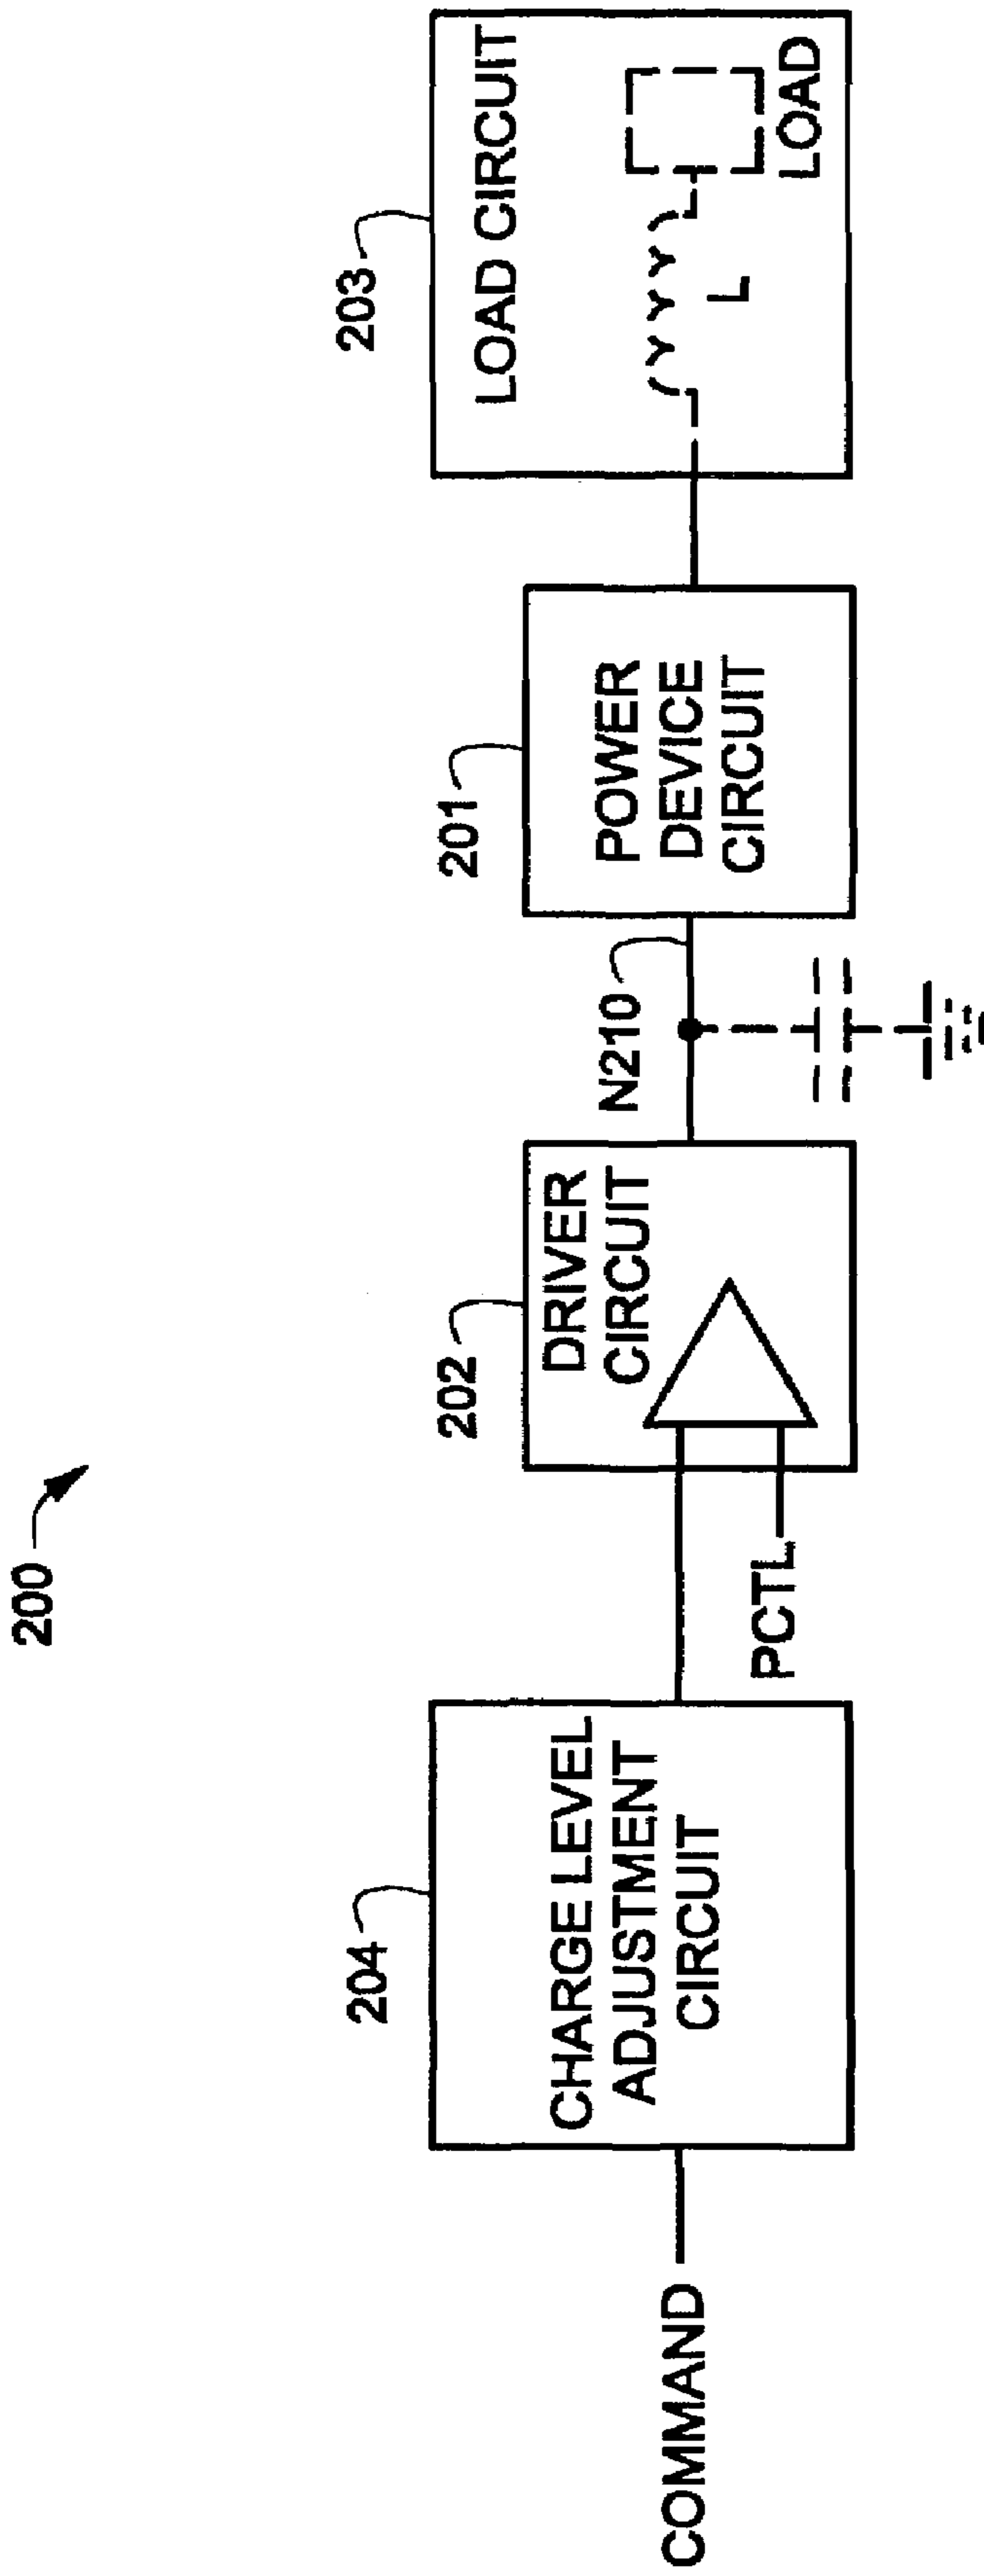 200
COMMAND
204
CHARGE LEVEL
ADJUSTMENT
CIRCUIT
PCTL
202
DRIVER
CIRCUIT
N210
201
POWER
DEVICE
CIRCUIT
203
LOAD CIRCUIT
L
LOAD